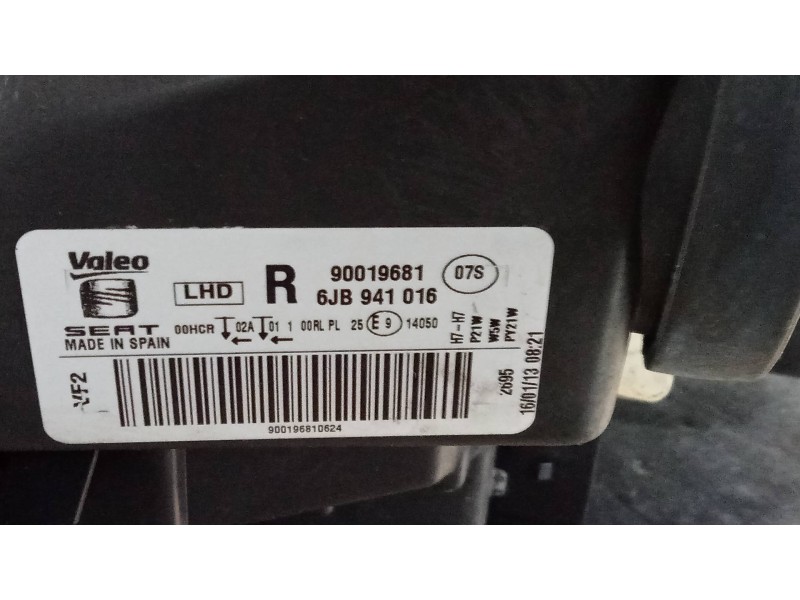 Valeo
LHD
R
90019681
07S
6JB 941 016
SEAT
MADE IN SPAIN
00HCR 02A 01 1 00RL PL 25 E9 14050
H7-H7
P21W
W5W
PY21W
VF2
900196810624
2695
16/01/13 08:21